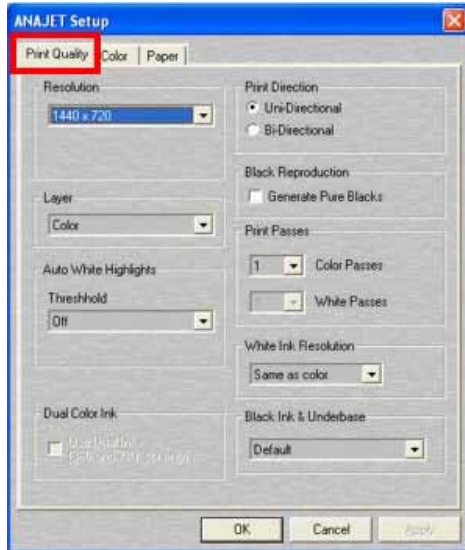 ANAJET Setup
Print Quality
Color
Paper
Resolution
1440 x 720
Layer
Color
Auto White Highlights
Threshhold
Off
Dual Color Ink
Print Direction
Uni-Directional
Bi-Directional
Black Reproduction
Generate Pure Blacks
Print Passes
1
Color Passes
White Passes
White Ink Resolution
Same as color
Black Ink & Underbase
Default
OK
Cancel
Apply